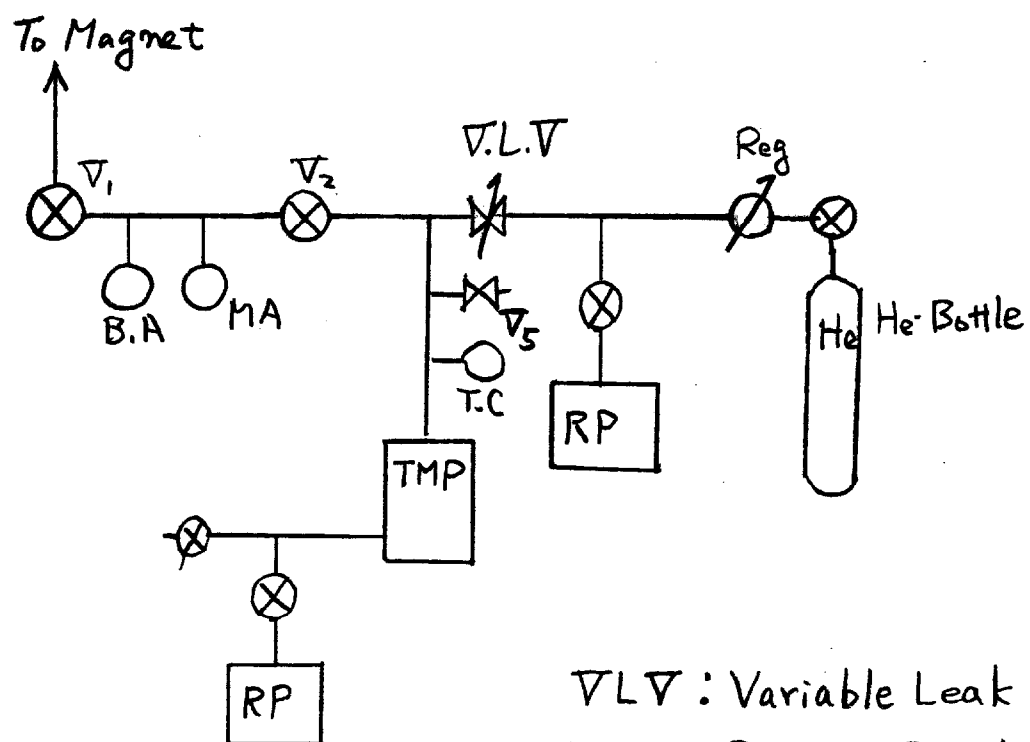 To Magnet
V₁
V₂
V.L.V
Reg
B.A
MA
V₅
T.C
He
He-Bottle
RP
TMP
RP
VLV : Variable Leak